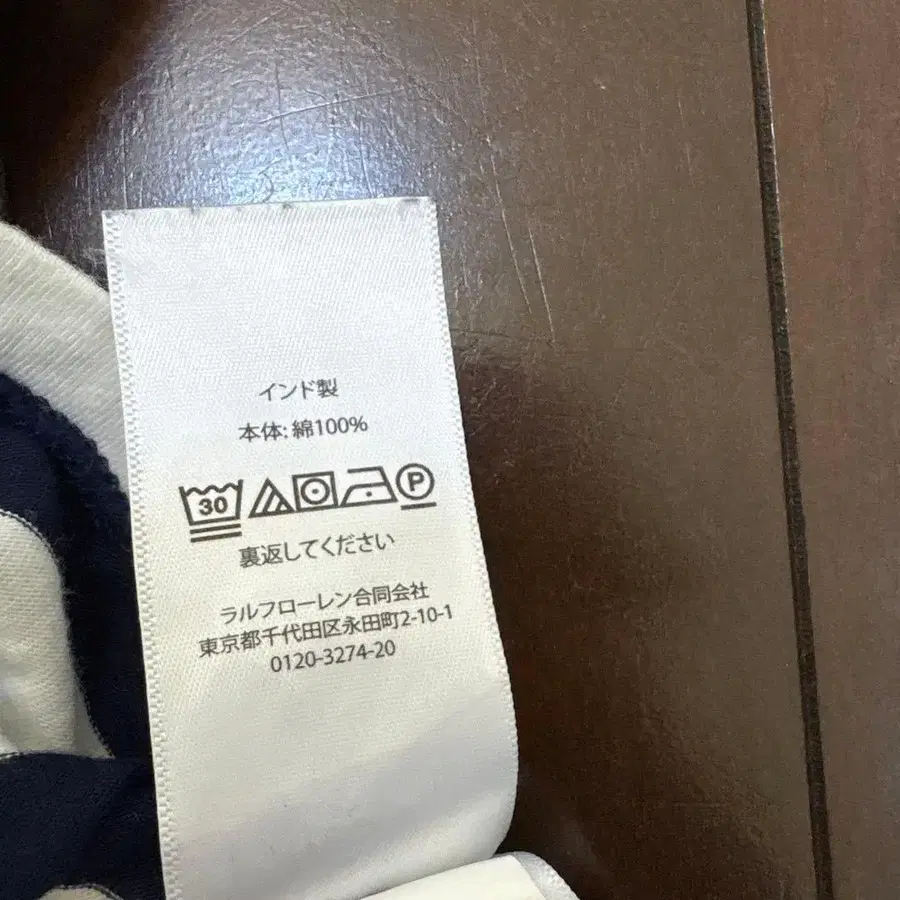 インド製
本体: 綿100%
30 P
裏返してください
ラルフローレン合同会社
東京都千代田区永田町2-10-1
0120-3274-20